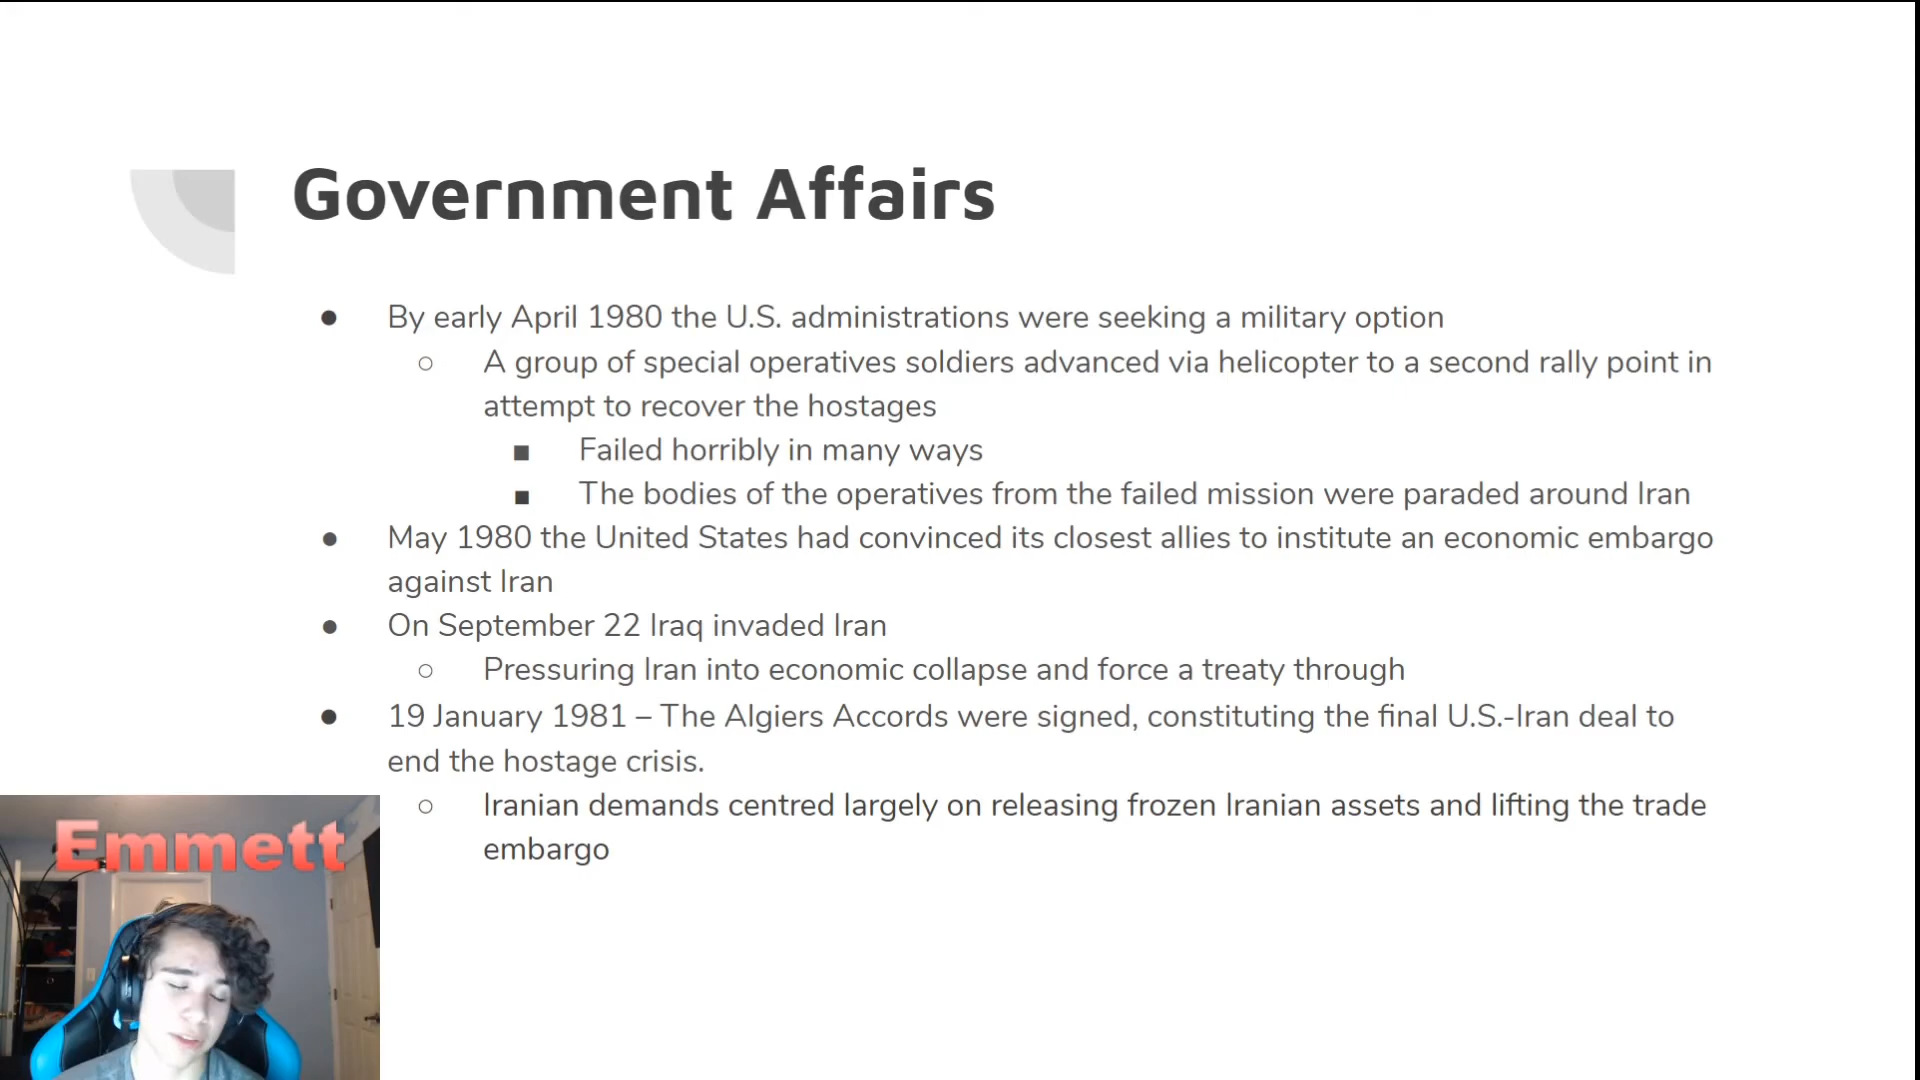 Government Affairs
● By early April 1980 the U.S. administrations were seeking a military option
○ A group of special operatives soldiers advanced via helicopter to a second rally point in
attempt to recover the hostages
■ Failed horribly in many ways
■ The bodies of the operatives from the failed mission were paraded around Iran
● May 1980 the United States had convinced its closest allies to institute an economic embargo
against Iran
● On September 22 Iraq invaded Iran
○ Pressuring Iran into economic collapse and force a treaty through
● 19 January 1981 – The Algiers Accords were signed, constituting the final U.S.-Iran deal to
end the hostage crisis.
○ Iranian demands centred largely on releasing frozen Iranian assets and lifting the trade
embargo
Emmett